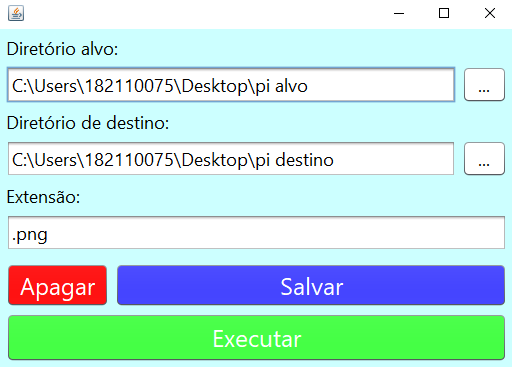 Diretório alvo:
C:\Users\182110075\Desktop\pi alvo
...
Diretório de destino:
C:\Users\182110075\Desktop\pi destino
...
Extensão:
.png
Apagar
Salvar
Executar